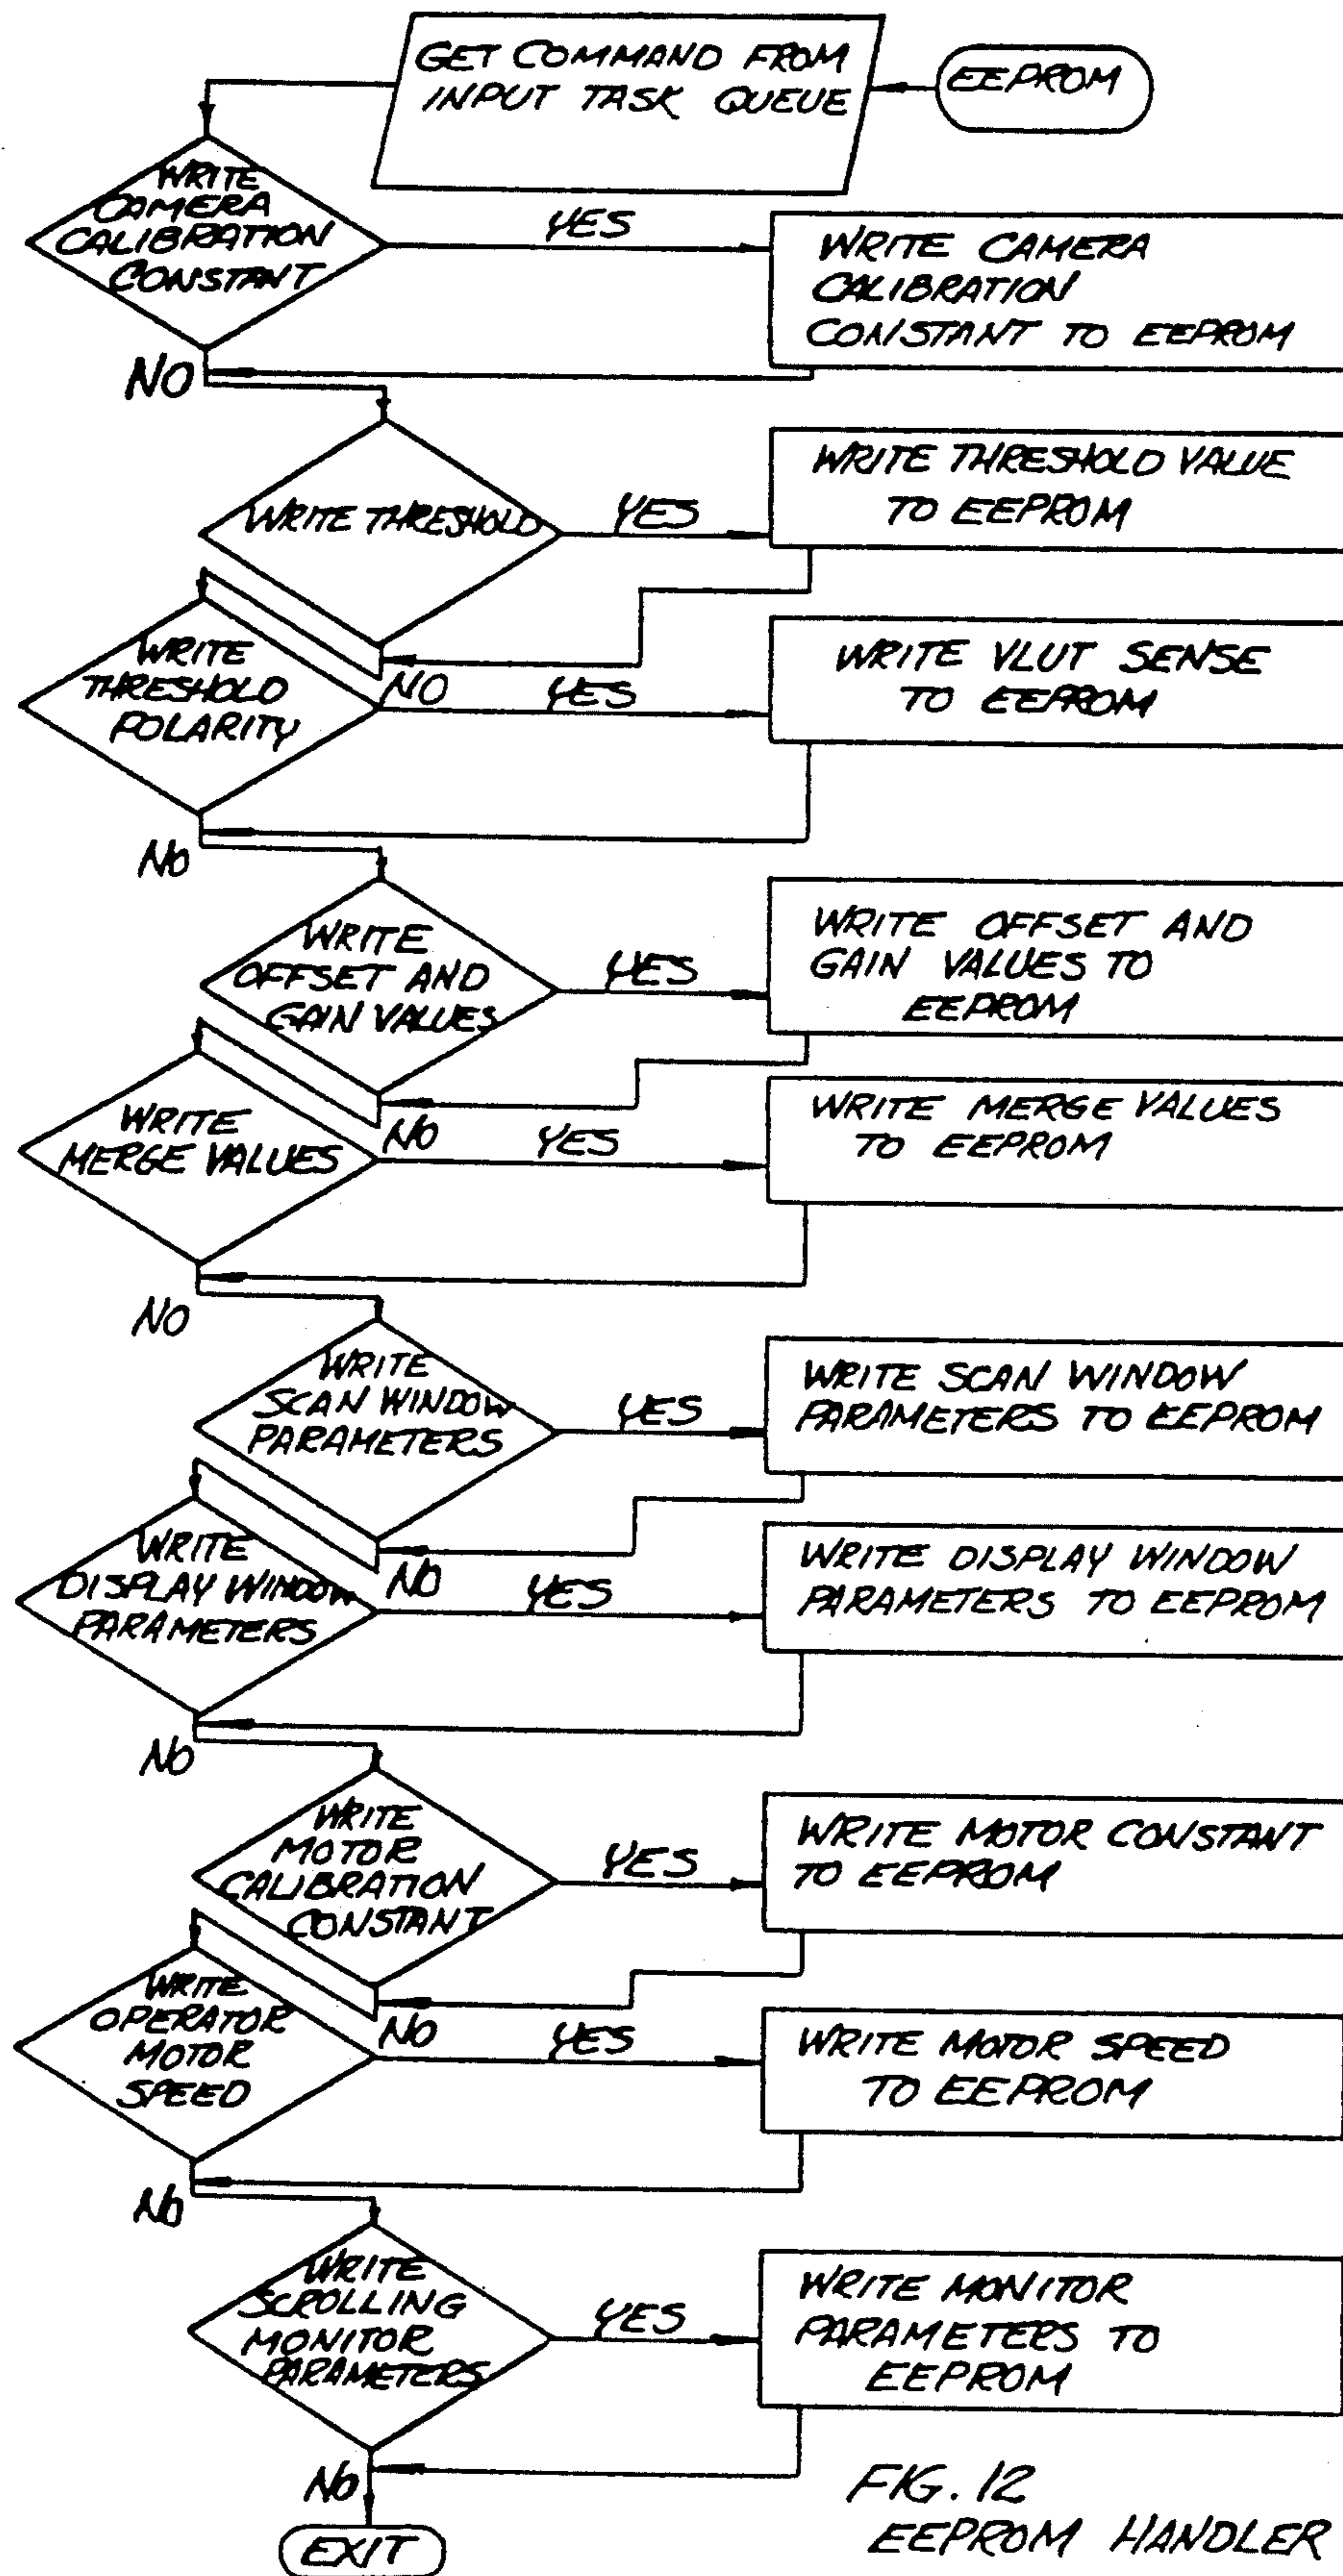 GET COMMAND FROM
INPUT TASK QUEUE
EEPROM
WRITE
CAMERA
CALIBRATION
CONSTANT
YES
WRITE CAMERA
CALIBRATION
CONSTANT TO EEPROM
NO
WRITE THRESHOLD
YES
WRITE THRESHOLD VALUE
TO EEPROM
NO
WRITE
THRESHOLD
POLARITY
YES
WRITE VLUT SENSE
TO EEPROM
NO
WRITE
OFFSET AND
GAIN VALUES
YES
WRITE OFFSET AND
GAIN VALUES TO
EEPROM
NO
WRITE
MERGE VALUES
YES
WRITE MERGE VALUES
TO EEPROM
NO
WRITE
SCAN WINDOW
PARAMETERS
YES
WRITE SCAN WINDOW
PARAMETERS TO EEPROM
NO
WRITE
DISPLAY WINDOW
PARAMETERS
YES
WRITE DISPLAY WINDOW
PARAMETERS TO EEPROM
NO
WRITE
MOTOR
CALIBRATION
CONSTANT
YES
WRITE MOTOR CONSTANT
TO EEPROM
NO
WRITE
OPERATOR
MOTOR
SPEED
YES
WRITE MOTOR SPEED
TO EEPROM
NO
WRITE
SCROLLING
MONITOR
PARAMETERS
YES
WRITE MONITOR
PARAMETERS TO
EEPROM
NO
EXIT
FIG. 12
EEPROM HANDLER